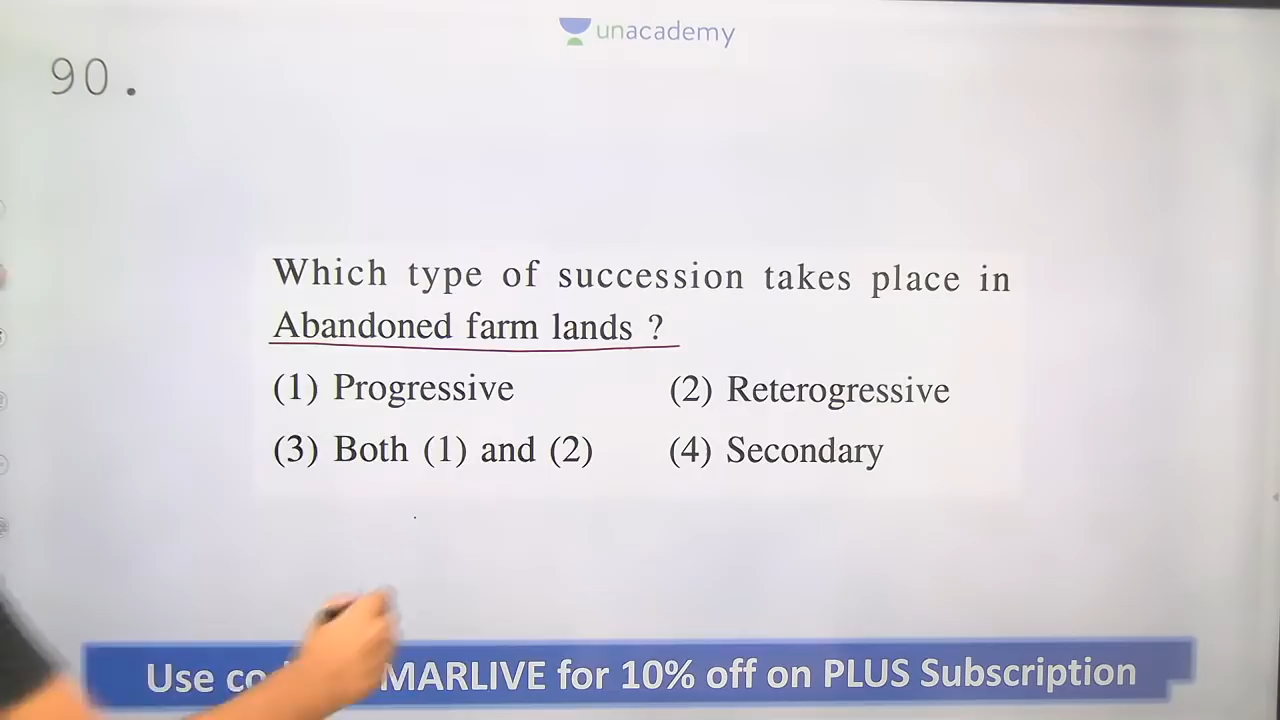 unacademy
90.
Which type of succession takes place in
Abandoned farm lands ?
(1) Progressive (2) Reterogressive
(3) Both (1) and (2) (4) Secondary
Use MARLIVE for 10% off on PLUS Subscription